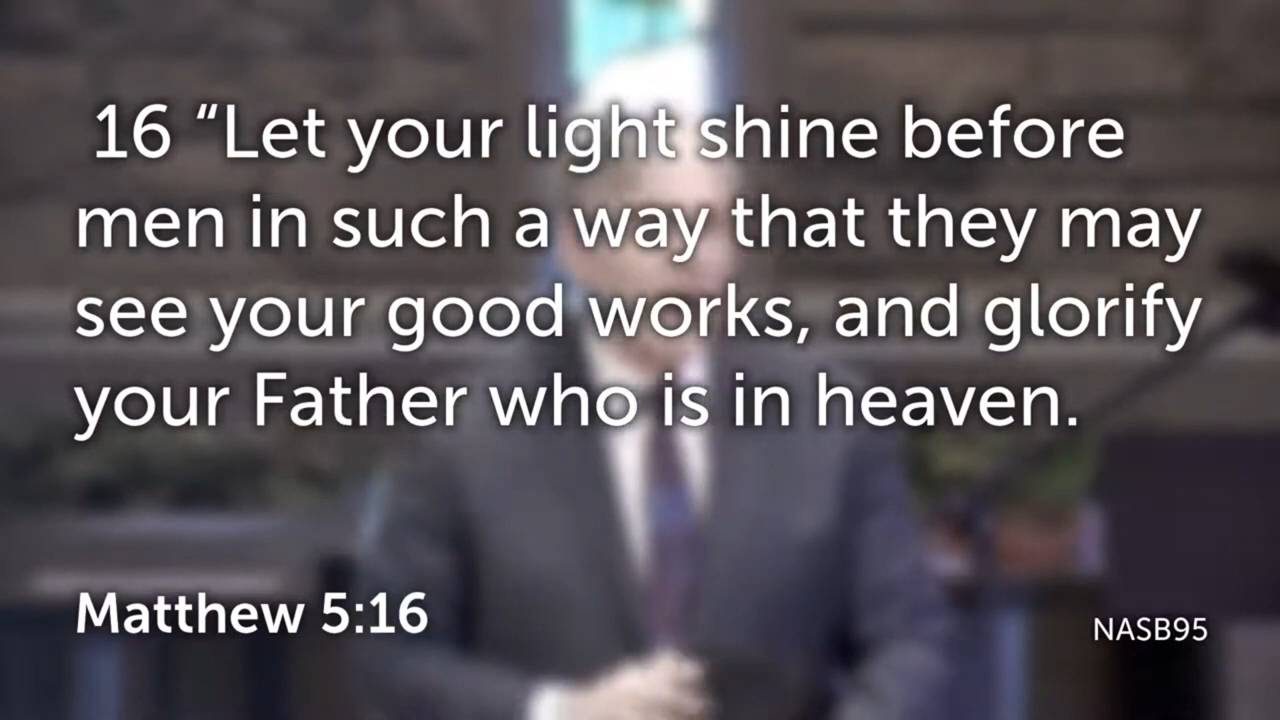 16 “Let your light shine before
men in such a way that they may
see your good works, and glorify
your Father who is in heaven.
Matthew 5:16
NASB95